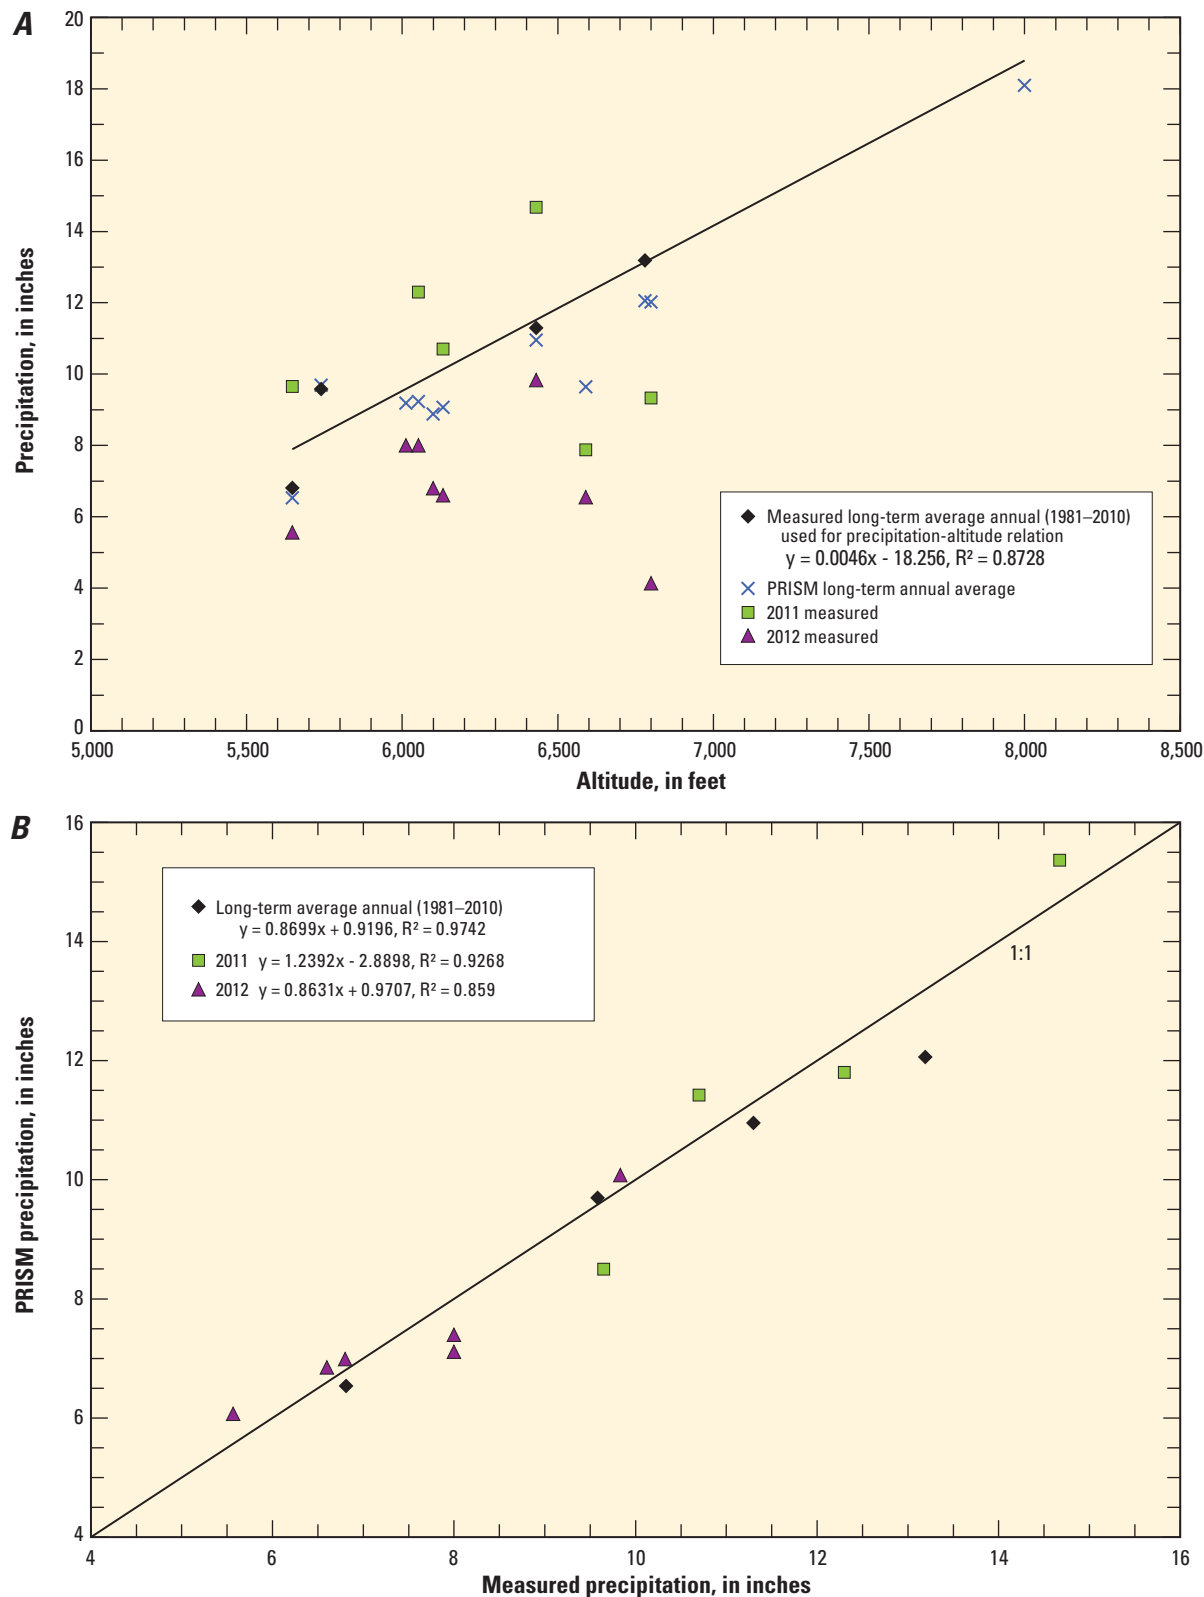 A
20
18
16
14
12
10
8
6
4
2
0
Precipitation, in inches
Measured long-term average annual (1981–2010)
used for precipitation-altitude relation
y = 0.0046x - 18.256, R² = 0.8728
PRISM long-term annual average
2011 measured
2012 measured
5,000 5,500 6,000 6,500 7,000 7,500 8,000 8,500
Altitude, in feet
B
16
14
12
10
8
6
4
PRISM precipitation, in inches
Long-term average annual (1981–2010)
y = 0.8699x + 0.9196, R² = 0.9742
2011 y = 1.2392x - 2.8898, R² = 0.9268
2012 y = 0.8631x + 0.9707, R² = 0.859
1:1
4 6 8 10 12 14 16
Measured precipitation, in inches